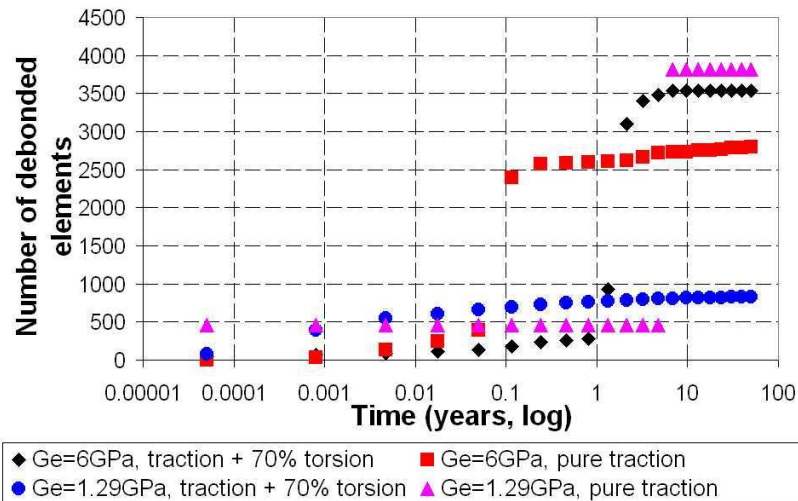 4500
4000
3500
3000
2500
2000
1500
1000
500
0
Number of debonded
elements
0.00001 0.0001 0.001 0.01 0.1 1 10 100
Time (years, log)
Ge=6GPa, traction + 70% torsion Ge=6GPa, pure traction
Ge=1.29GPa, traction + 70% torsion Ge=1.29GPa, pure traction